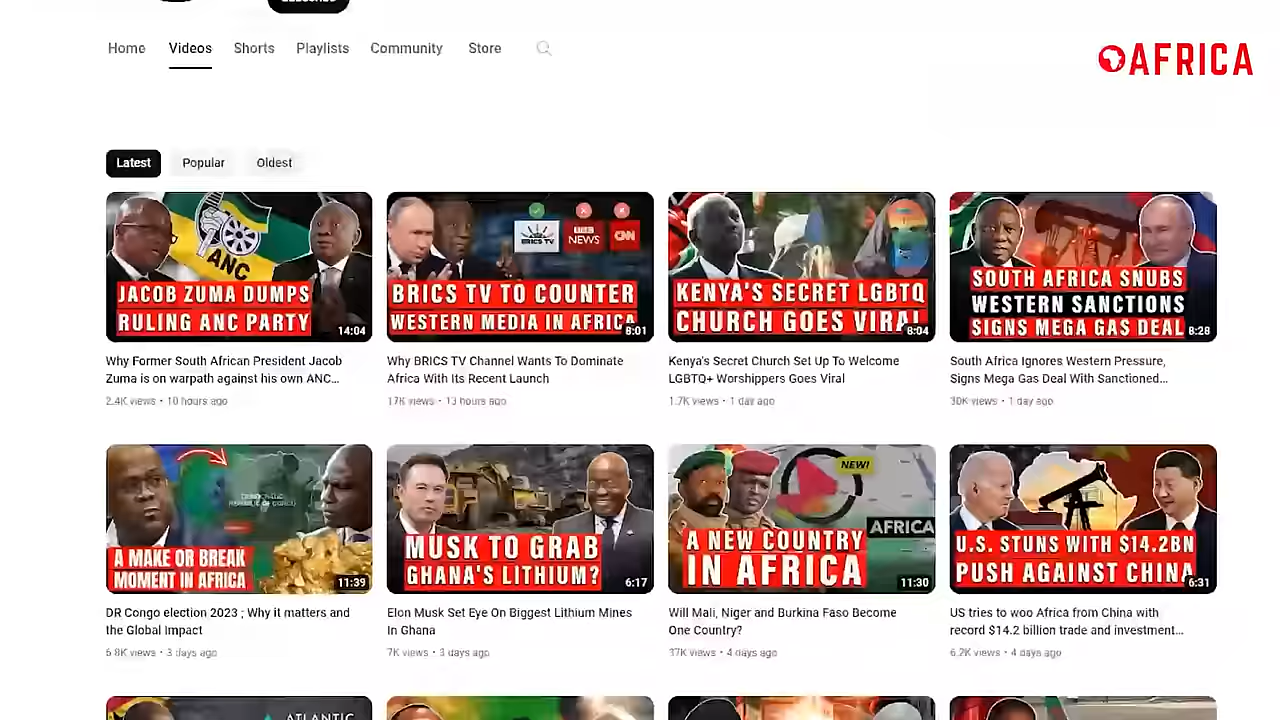 Home Videos Shorts Playlists Community Store
AFRICA
Latest Popular Oldest
ANC
JACOB ZUMA DUMPS
RULING ANC PARTY
14:04
Why Former South African President Jacob
Zuma is on warpath against his own ANC...
2.4K views • 10 hours ago
BRICS TV
BBC
NEWS
CNN
BRICS TV TO COUNTER
WESTERN MEDIA IN AFRICA
8:01
Why BRICS TV Channel Wants To Dominate
Africa With Its Recent Launch
17K views • 13 hours ago
KENYA'S SECRET LGBTQ
CHURCH GOES VIRAL
8:04
Kenya's Secret Church Set Up To Welcome
LGBTQ+ Worshippers Goes Viral
1.7K views • 1 day ago
SOUTH AFRICA SNUBS
WESTERN SANCTIONS
SIGNS MEGA GAS DEAL
8:28
South Africa Ignores Western Pressure,
Signs Mega Gas Deal With Sanctioned...
30K views • 1 day ago
DEMOCRATIC
REPUBLIC OF CONGO
A MAKE OR BREAK
MOMENT IN AFRICA
11:39
DR Congo election 2023 ; Why it matters and
the Global Impact
6.8K views • 3 days ago
MUSK TO GRAB
GHANA'S LITHIUM?
6:17
Elon Musk Set Eye On Biggest Lithium Mines
In Ghana
7K views • 3 days ago
NEW!
AFRICA
A NEW COUNTRY
IN AFRICA
11:30
Will Mali, Niger and Burkina Faso Become
One Country?
37K views • 4 days ago
U.S. STUNS WITH $14.2BN
PUSH AGAINST CHINA
6:31
US tries to woo Africa from China with
record $14.2 billion trade and investment...
6.2K views • 4 days ago
ATLANTIC